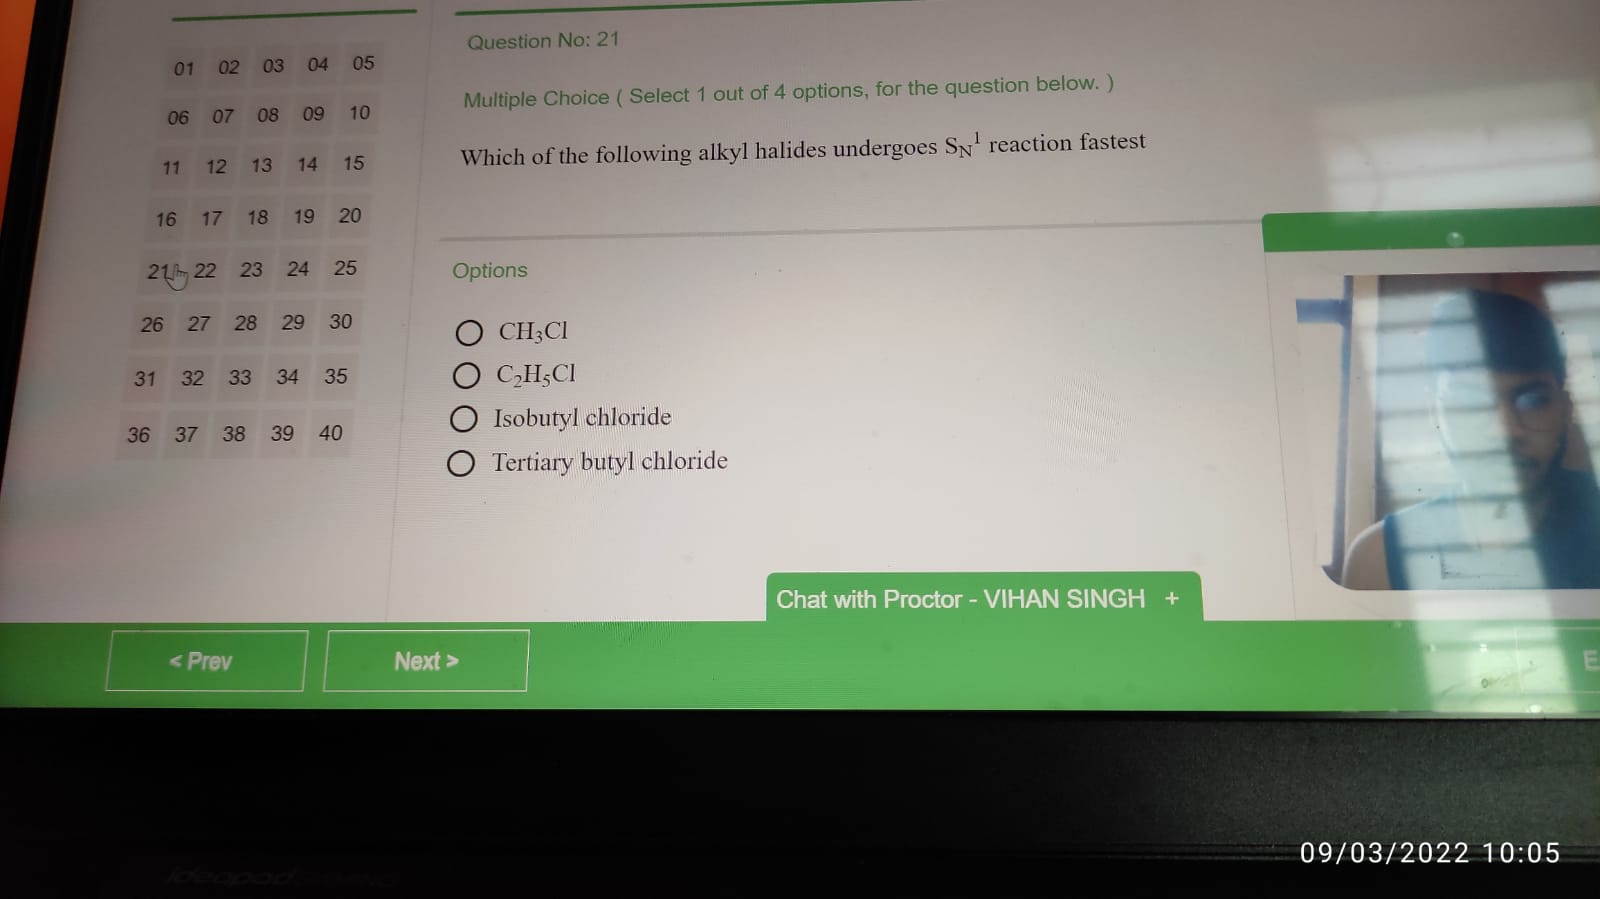 Question No: 21
Multiple Choice ( Select 1 out of 4 options, for the question below. )
Which of the following alkyl halides undergoes S_N^1 reaction fastest
01 02 03 04 05
06 07 08 09 10
11 12 13 14 15
16 17 18 19 20
21 22 23 24 25
26 27 28 29 30
31 32 33 34 35
36 37 38 39 40
Options
CH₃Cl
C₂H₅Cl
Isobutyl chloride
Tertiary butyl chloride
Chat with Proctor - VIHAN SINGH +
< Prev
Next >
ideapad
09/03/2022 10:05